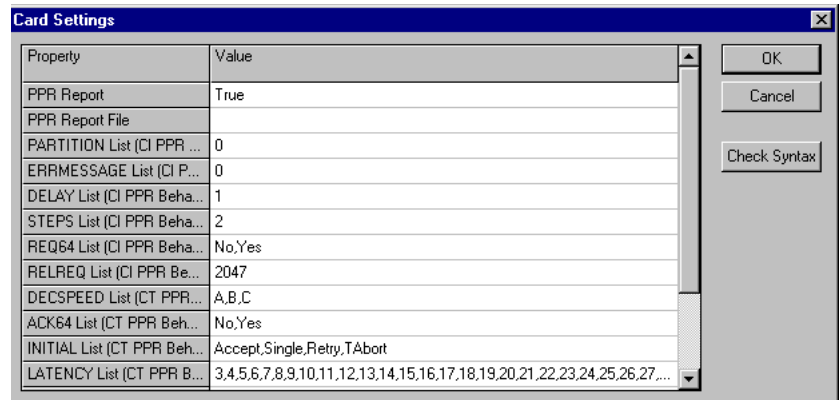 Card Settings
Property Value
OK
PPR Report True
Cancel
PPR Report File
PARTITION List (CI PPR ... 0
ERRMESSAGE List (CI P... 0
Check Syntax
DELAY List (CI PPR Beha... 1
STEPS List (CI PPR Beha... 2
REQ64 List (CI PPR Beha... No,Yes
RELREQ List (CI PPR Be... 2047
DECSPEED List (CT PPR... A,B,C
ACK64 List (CT PPR Beh... No,Yes
INITIAL List (CT PPR Beh... Accept,Single,Retry,TAbort
LATENCY List (CT PPR B... 3,4,5,6,7,8,9,10,11,12,13,14,15,16,17,18,19,20,21,22,23,24,25,26,27,...